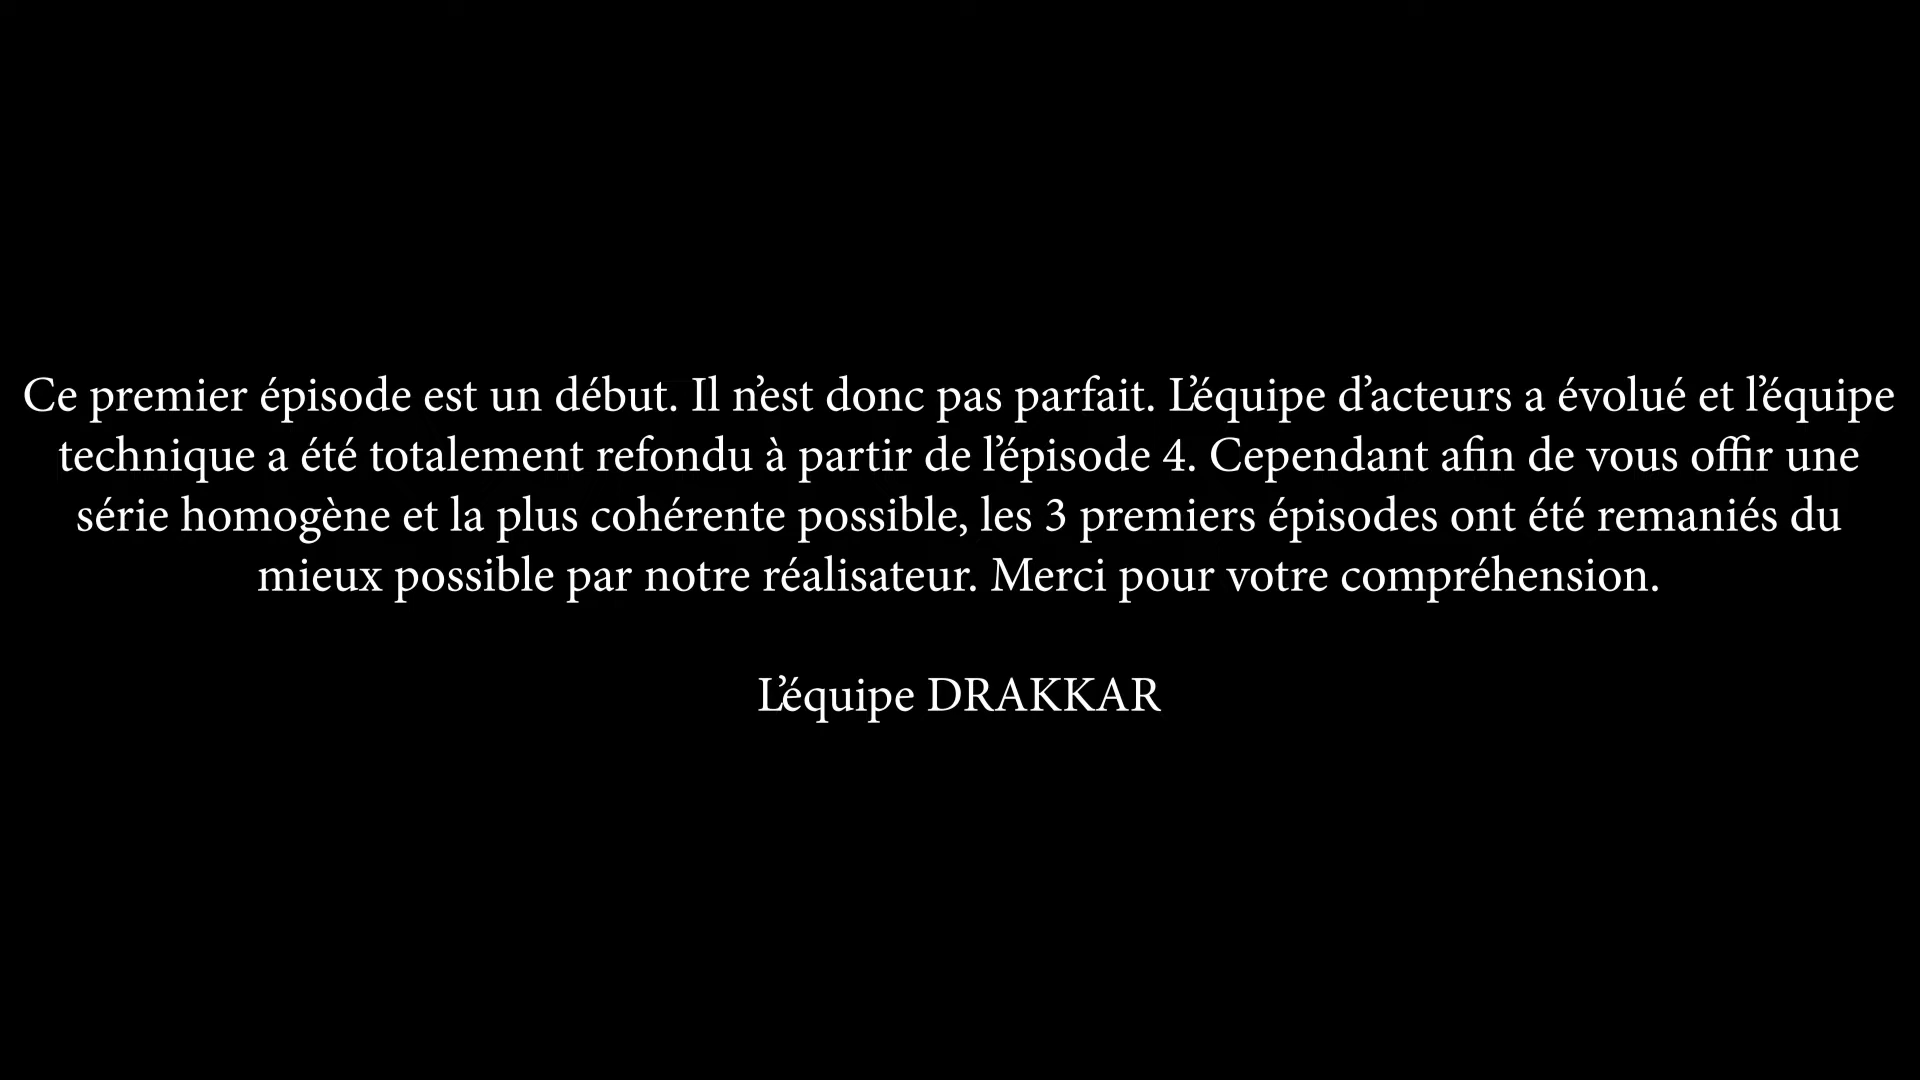 Ce premier épisode est un début. Il n’est donc pas parfait. L’équipe d’acteurs a évolué et l’équipe
technique a été totalement refondu à partir de l’épisode 4. Cependant afin de vous offir une
série homogène et la plus cohérente possible, les 3 premiers épisodes ont été remaniés du
mieux possible par notre réalisateur. Merci pour votre compréhension.
L’équipe DRAKKAR